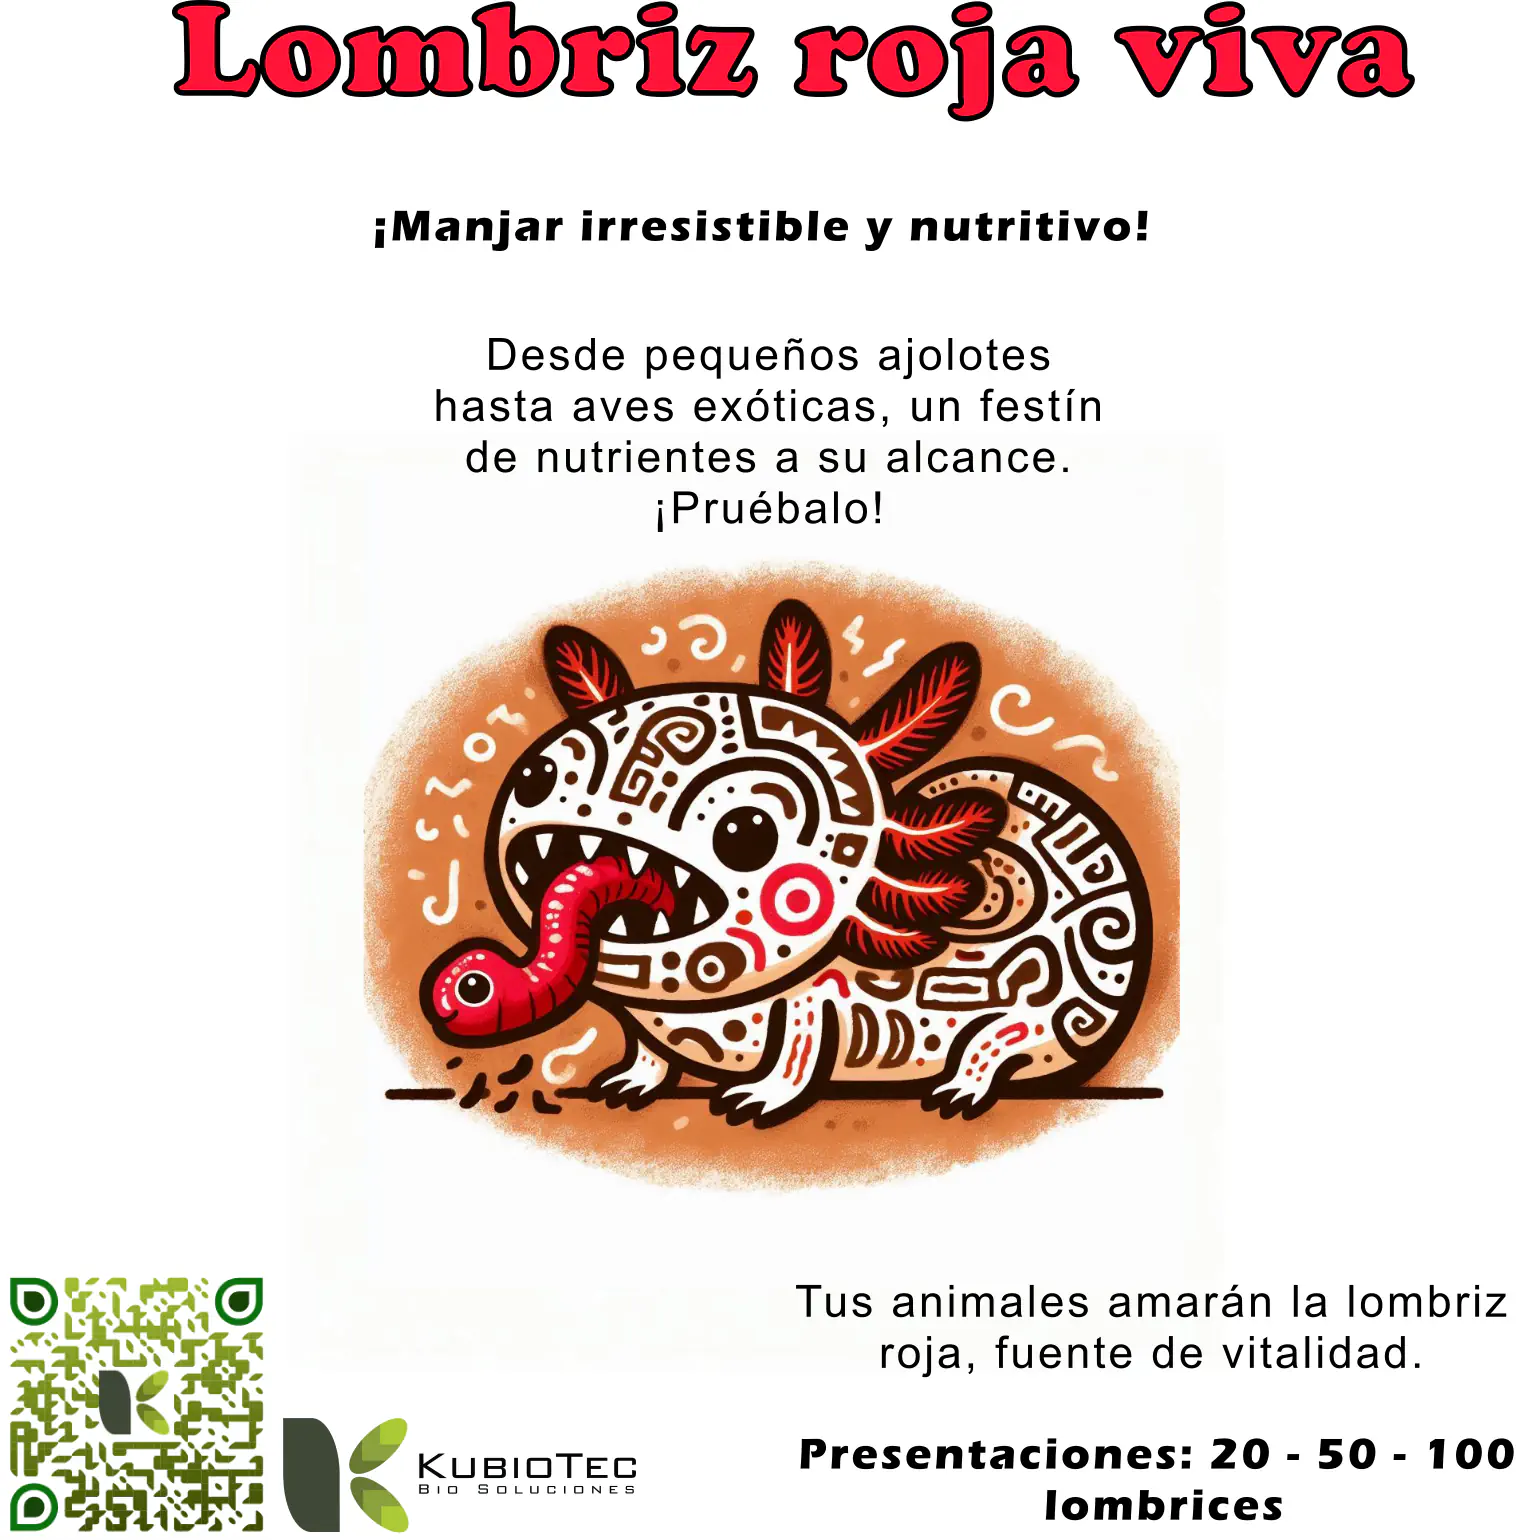 Lombriz roja viva
¡Manjar irresistible y nutritivo!
Desde pequeños ajolotes
hasta aves exóticas, un festín
de nutrientes a su alcance.
¡Pruébalo!
Tus animales amarán la lombriz
roja, fuente de vitalidad.
Presentaciones: 20 - 50 - 100
lombrices
KUBIOTEC
BIO SOLUCIONES